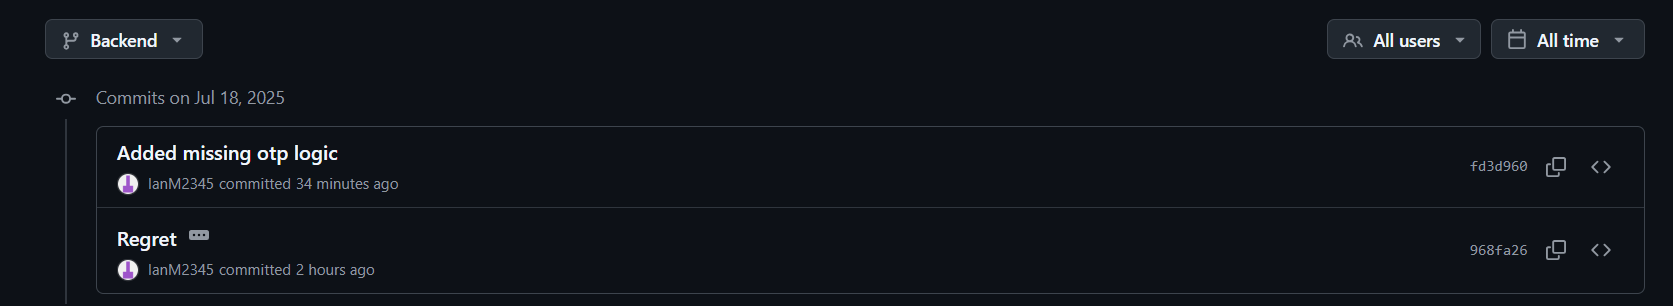 Backend
All users
All time
Commits on Jul 18, 2025
Added missing otp logic
IanM2345 committed 34 minutes ago
fd3d960
Regret
IanM2345 committed 2 hours ago
968fa26